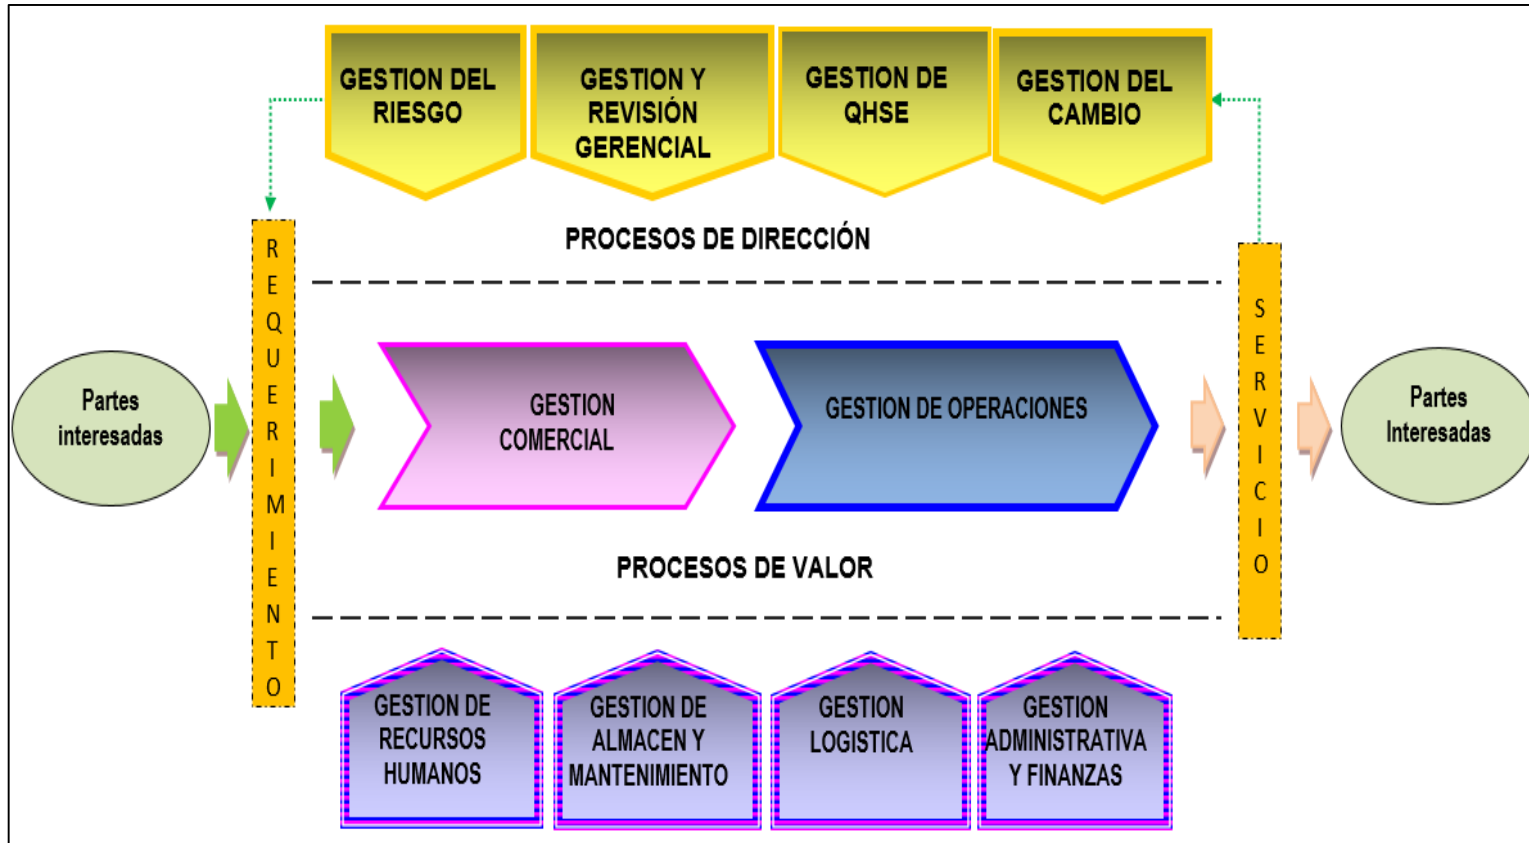 GESTION DEL
RIESGO
GESTION Y
REVISIÓN
GERENCIAL
GESTION DE
QHSE
GESTION DEL
CAMBIO
PROCESOS DE DIRECCIÓN
REQUERIMIENTO
SERVICIO
Partes
interesadas
GESTION
COMERCIAL
GESTION DE OPERACIONES
Partes
Interesadas
PROCESOS DE VALOR
GESTION DE
RECURSOS
HUMANOS
GESTION DE
ALMACEN Y
MANTENIMIENTO
GESTION
LOGISTICA
GESTION
ADMINISTRATIVA
Y FINANZAS